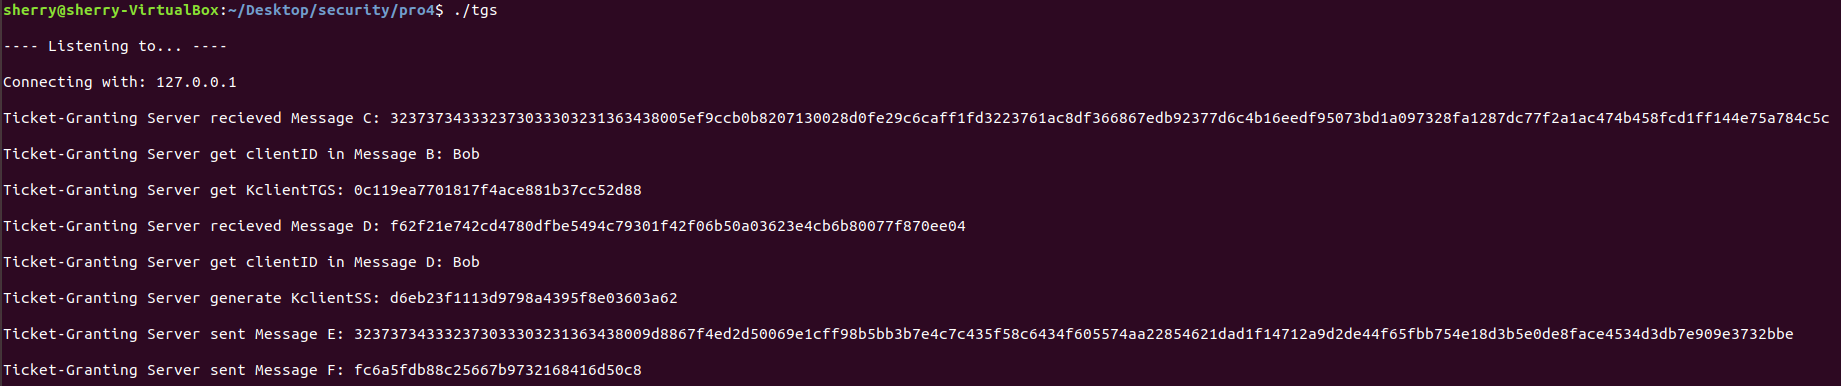 sherry@sherry-VirtualBox:~/Desktop/security/pro4$ ./tgs
---- Listening to... ----
Connecting with: 127.0.0.1
Ticket-Granting Server recieved Message C: 323737343332373033303231363438005ef9ccb0b8207130028d0fe29c6caff1fd3223761ac8df366867edb92377d6c4b16eedf95073bd1a097328fa1287dc77f2a1ac474b458fcd1ff144e75a784c5c
Ticket-Granting Server get clientID in Message B: Bob
Ticket-Granting Server get KclientTGS: 0c119ea7701817f4ace881b37cc52d88
Ticket-Granting Server recieved Message D: f62f21e742cd4780dfbe5494c79301f42f06b50a03623e4cb6b80077f870ee04
Ticket-Granting Server get clientID in Message D: Bob
Ticket-Granting Server generate KclientSS: d6eb23f1113d9798a4395f8e03603a62
Ticket-Granting Server sent Message E: 323737343332373033303231363438009d8867f4ed2d50069e1cff98b5bb3b7e4c7c435f58c6434f605574aa22854621dad1f14712a9d2de44f65fbb754e18d3b5e0de8face4534d3db7e909e3732bbe
Ticket-Granting Server sent Message F: fc6a5fdb88c25667b9732168416d50c8